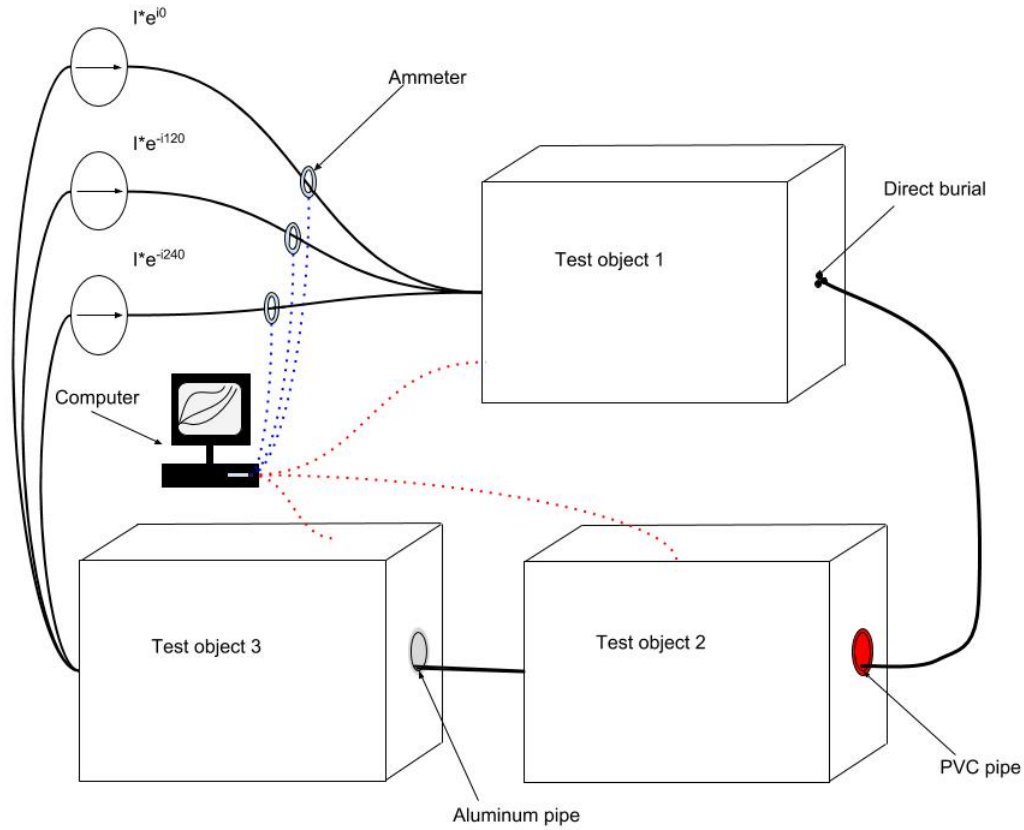 I*e^i0
Ammeter
I*e^-i120
Test object 1
Direct burial
I*e^-i240
Computer
Test object 3
Test object 2
PVC pipe
Aluminum pipe